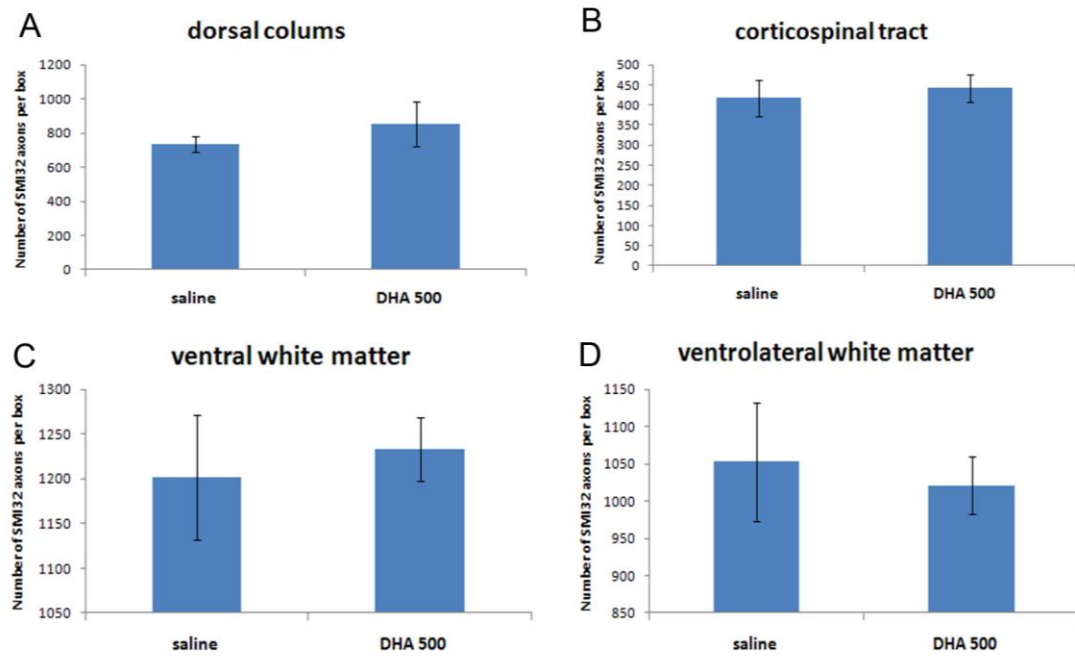 A
dorsal colums
Number of SMI32 axons per box
1200
1000
800
600
400
200
0
saline
DHA 500
B
corticospinal tract
Number of SMI32 axons per box
500
450
400
350
300
250
200
150
100
50
0
saline
DHA 500
C
ventral white matter
Number of SMI32 axons per box
1300
1250
1200
1150
1100
1050
saline
DHA 500
D
ventrolateral white matter
Number of SMI32 axons per box
1150
1100
1050
1000
950
900
850
saline
DHA 500